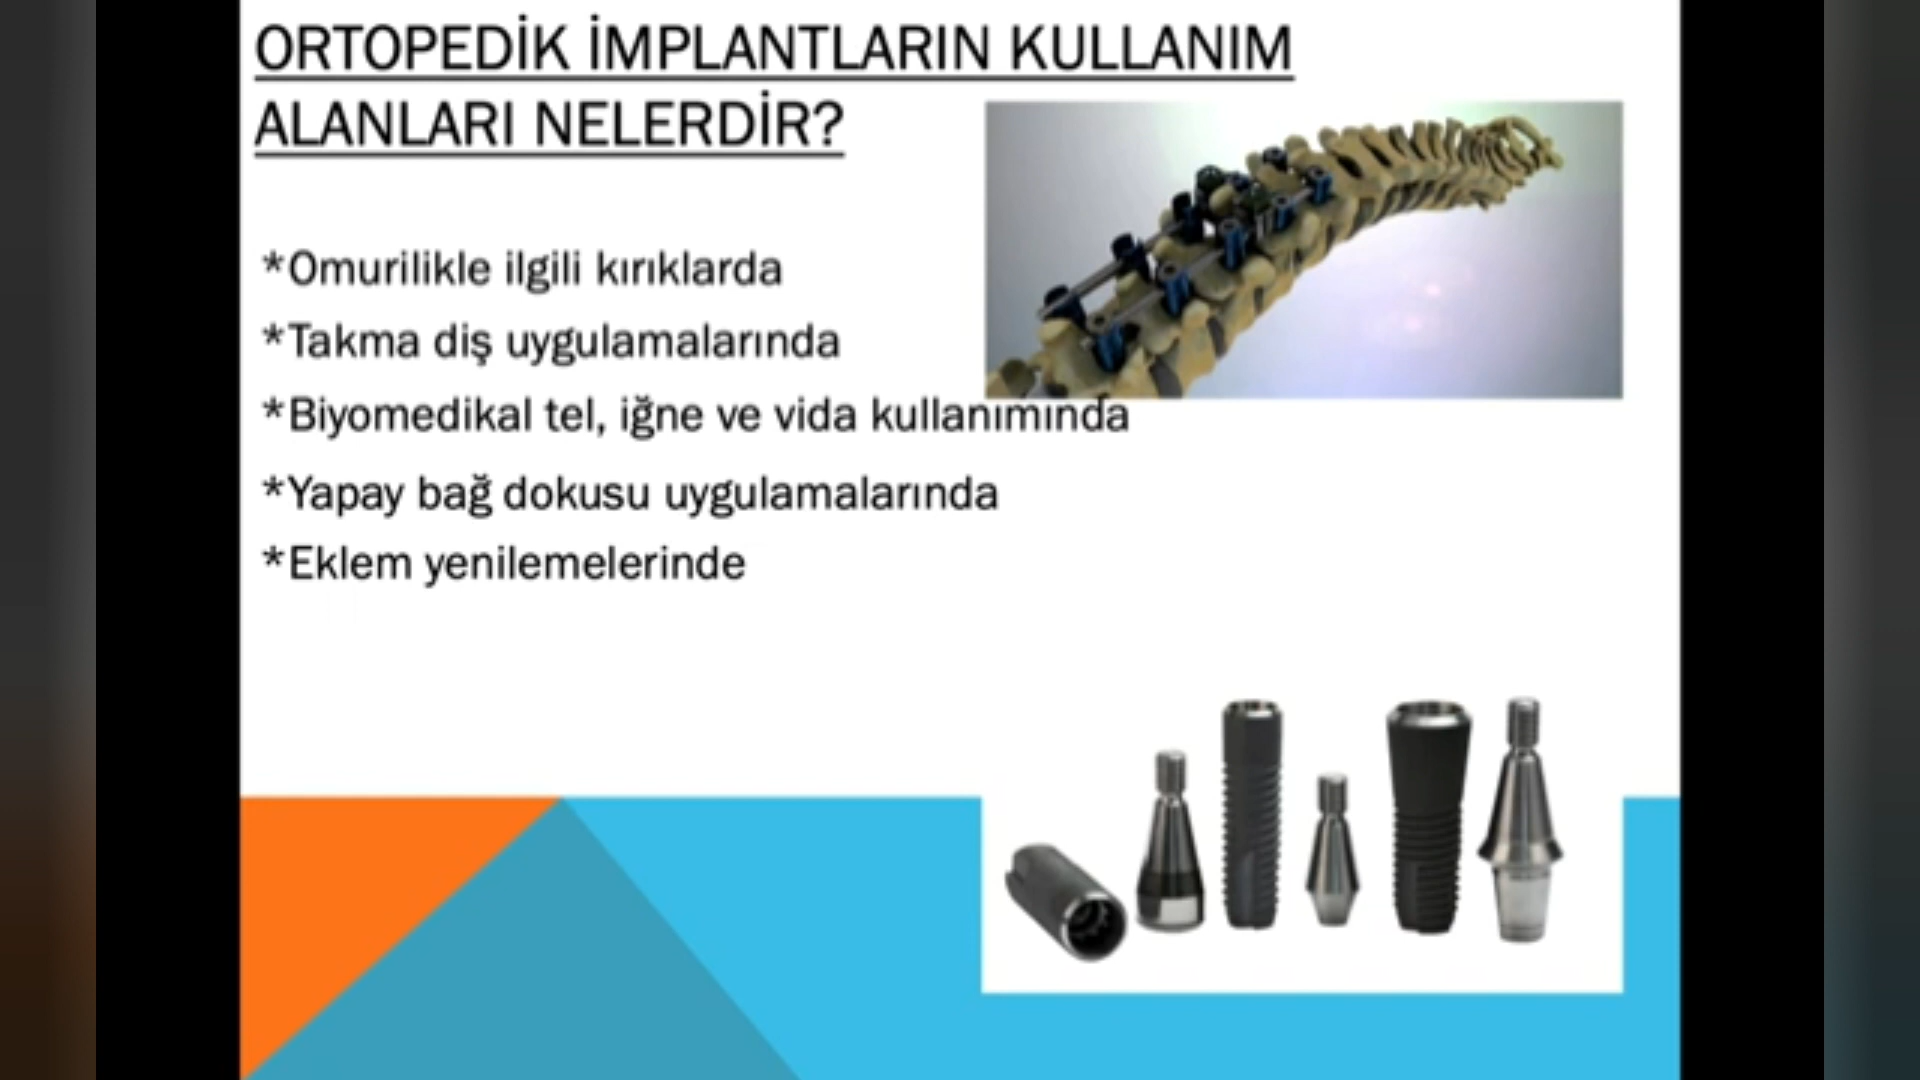 ORTOPEDİK İMPLANTLARIN KULLANIM
ALANLARI NELERDİR?
*Omurilikle ilgili kırıklarda
*Takma diş uygulamalarında
*Biyomedikal tel, iğne ve vida kullanımında
*Yapay bağ dokusu uygulamalarında
*Eklem yenilemelerinde